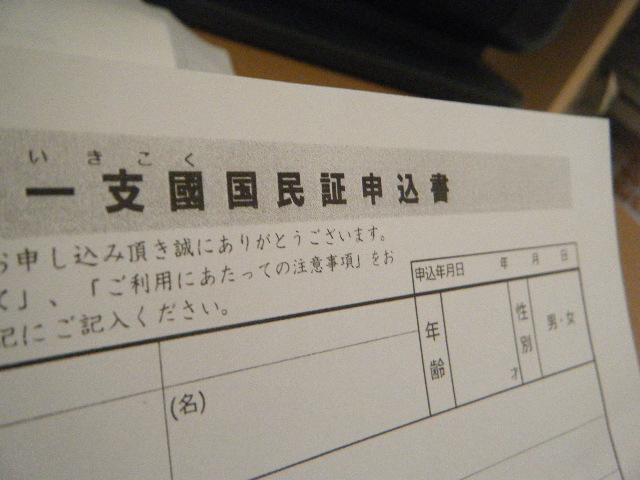 いきこく
一支國国民証申込書
お申し込み頂き誠にありがとうございます。
」、「ご利用にあたっての注意事項」をお
記にご記入ください。
申込年月日 年 月 日
年齢 才 性別 男・女
(名)